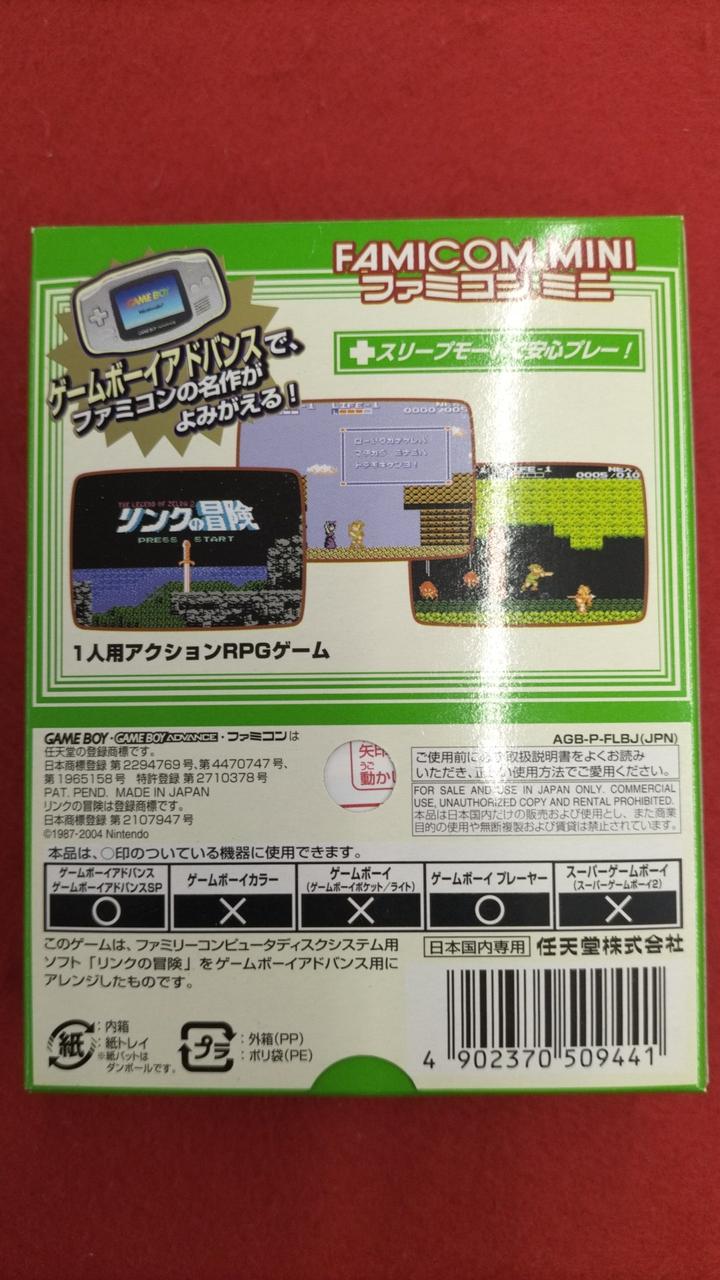 FAMICOM MINI
ファミコンミニ
GAME BOY
ゲームボーイアドバンスで、
ファミコンの名作が
よみがえる!
スリープモードで安心プレー!
LIFE-1
THE LEGEND OF ZELDA 2
リンクの冒険
PRESS START
LIFE-1
0005/010
1人用アクションRPGゲーム
GAME BOY・GAME BOY ADVANCE・ファミコンは
任天堂の登録商標です。
日本商標登録 第2294769号、第4470747号、
第1965158号 特許登録 第2710378号
PAT. PEND. MADE IN JAPAN
リンクの冒険は登録商標です。
日本商標登録 第2107947号
©1987-2004 Nintendo
矢印
うご
動か
AGB-P-FLBJ(JPN)
ご使用前に必ず取扱説明書をよくお読み
いただき、正しい使用方法でご愛用ください。
FOR SALE AND USE IN JAPAN ONLY. COMMERCIAL
USE, UNAUTHORIZED COPY AND RENTAL PROHIBITED.
本品は日本国内だけの販売および使用とし、また商業
目的の使用や無断複製および賃貸は禁止されています。
本品は、○印のついている機器に使用できます。
ゲームボーイアドバンス
ゲームボーイアドバンスSP
○
ゲームボーイカラー
×
ゲームボーイ
(ゲームボーイポケット/ライト)
×
ゲームボーイ プレーヤー
○
スーパーゲームボーイ
(スーパーゲームボーイ2)
×
このゲームは、ファミリーコンピュータディスクシステム用
ソフト「リンクの冒険」をゲームボーイアドバンス用に
アレンジしたものです。
日本国内専用 任天堂株式会社
紙
:内箱
:紙トレイ
※紙パットは
ダンボールです。
プラ
:外箱(PP)
:ポリ袋(PE)
4 902370 509441